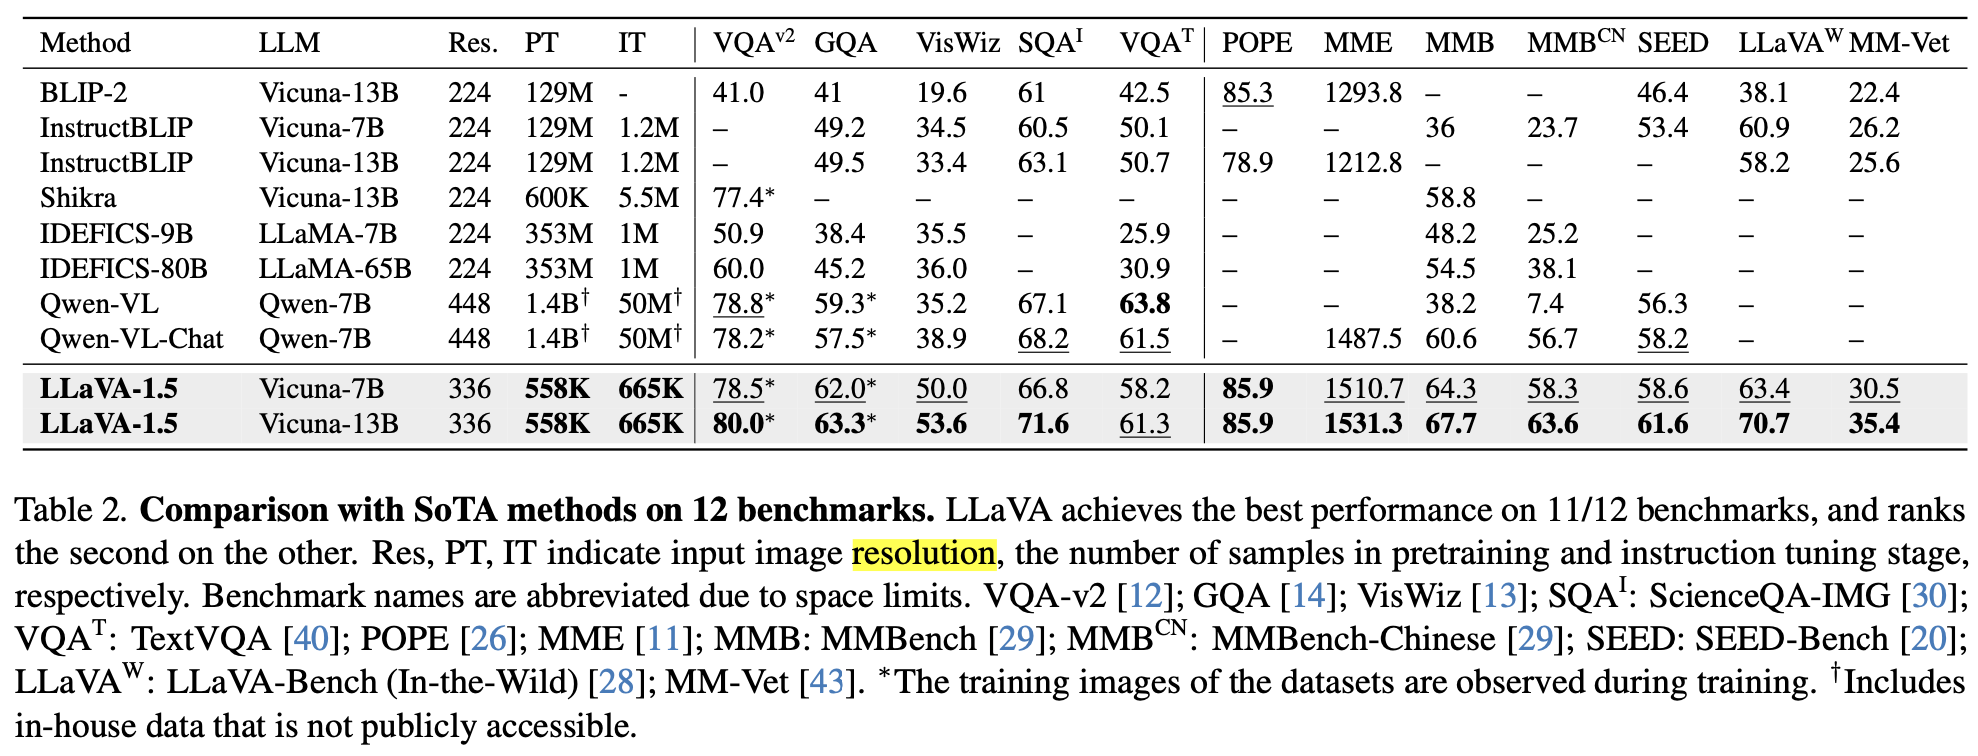 Method LLM Res. PT IT VQAv2 GQA VisWiz SQAI VQAT POPE MME MMB MMBCN SEED LLaVAW MM-Vet
BLIP-2 Vicuna-13B 224 129M - 41.0 41 19.6 61 42.5 85.3 1293.8 – – 46.4 38.1 22.4
InstructBLIP Vicuna-7B 224 129M 1.2M – 49.2 34.5 60.5 50.1 – – 36 23.7 53.4 60.9 26.2
InstructBLIP Vicuna-13B 224 129M 1.2M – 49.5 33.4 63.1 50.7 78.9 1212.8 – – – 58.2 25.6
Shikra Vicuna-13B 224 600K 5.5M 77.4* – – – – – – 58.8 – – – –
IDEFICS-9B LLaMA-7B 224 353M 1M 50.9 38.4 35.5 – 25.9 – – 48.2 25.2 – – –
IDEFICS-80B LLaMA-65B 224 353M 1M 60.0 45.2 36.0 – 30.9 – – 54.5 38.1 – – –
Qwen-VL Qwen-7B 448 1.4B† 50M† 78.8* 59.3* 35.2 67.1 63.8 – – 38.2 7.4 56.3 – –
Qwen-VL-Chat Qwen-7B 448 1.4B† 50M† 78.2* 57.5* 38.9 68.2 61.5 – 1487.5 60.6 56.7 58.2 – –
LLaVA-1.5 Vicuna-7B 336 558K 665K 78.5* 62.0* 50.0 66.8 58.2 85.9 1510.7 64.3 58.3 58.6 63.4 30.5
LLaVA-1.5 Vicuna-13B 336 558K 665K 80.0* 63.3* 53.6 71.6 61.3 85.9 1531.3 67.7 63.6 61.6 70.7 35.4
Table 2. Comparison with SoTA methods on 12 benchmarks. LLaVA achieves the best performance on 11/12 benchmarks, and ranks
the second on the other. Res, PT, IT indicate input image resolution, the number of samples in pretraining and instruction tuning stage,
respectively. Benchmark names are abbreviated due to space limits. VQA-v2 [12]; GQA [14]; VisWiz [13]; SQAI: ScienceQA-IMG [30];
VQAT: TextVQA [40]; POPE [26]; MME [11]; MMB: MMBench [29]; MMBCN: MMBench-Chinese [29]; SEED: SEED-Bench [20];
LLaVAW: LLaVA-Bench (In-the-Wild) [28]; MM-Vet [43]. *The training images of the datasets are observed during training. †Includes
in-house data that is not publicly accessible.